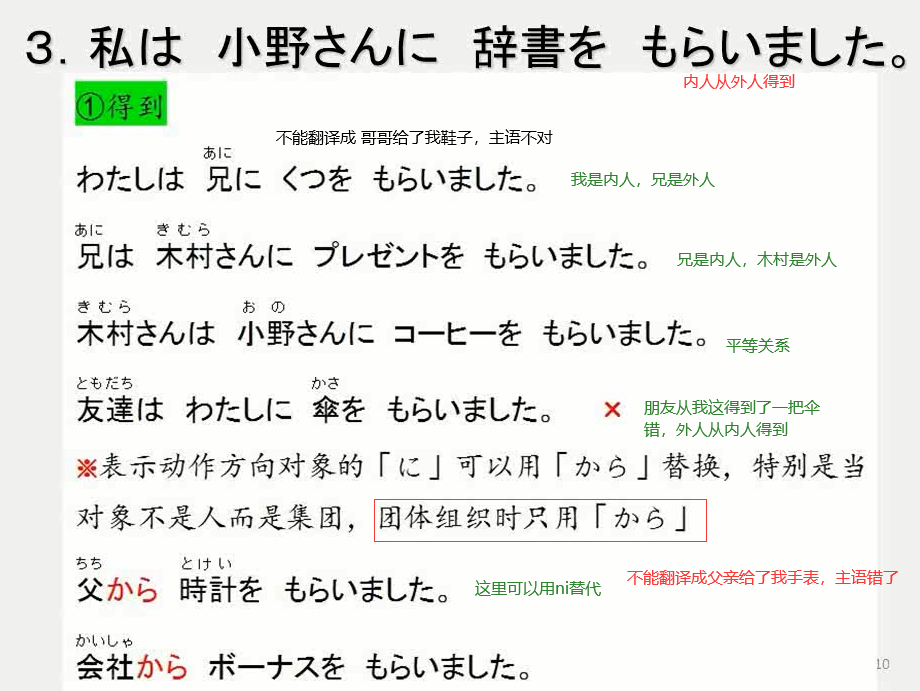 3．私は　小野さんに　辞書を　もらいました。
内人从外人得到
①得到
不能翻译成 哥哥给了我鞋子，主语不对
あに
わたしは　兄に　くつを　もらいました。
我是内人，兄是外人
あに　きむら
兄は　木村さんに　プレゼントを　もらいました。
兄是内人，木村是外人
きむら　おの
木村さんは　小野さんに　コーヒーを　もらいました。
平等关系
ともだち　かさ
友達は　わたしに　傘を　もらいました。　×
朋友从我这得到了一把伞
错，外人从内人得到
※表示动作方向对象的「に」可以用「から」替换，特别是当
对象不是人而是集团，团体组织时只用「から」
ちち　とけい
父から　時計を　もらいました。
这里可以用ni替代
不能翻译成父亲给了我手表，主语错了
かいしゃ
会社から　ボーナスを　もらいました。
10